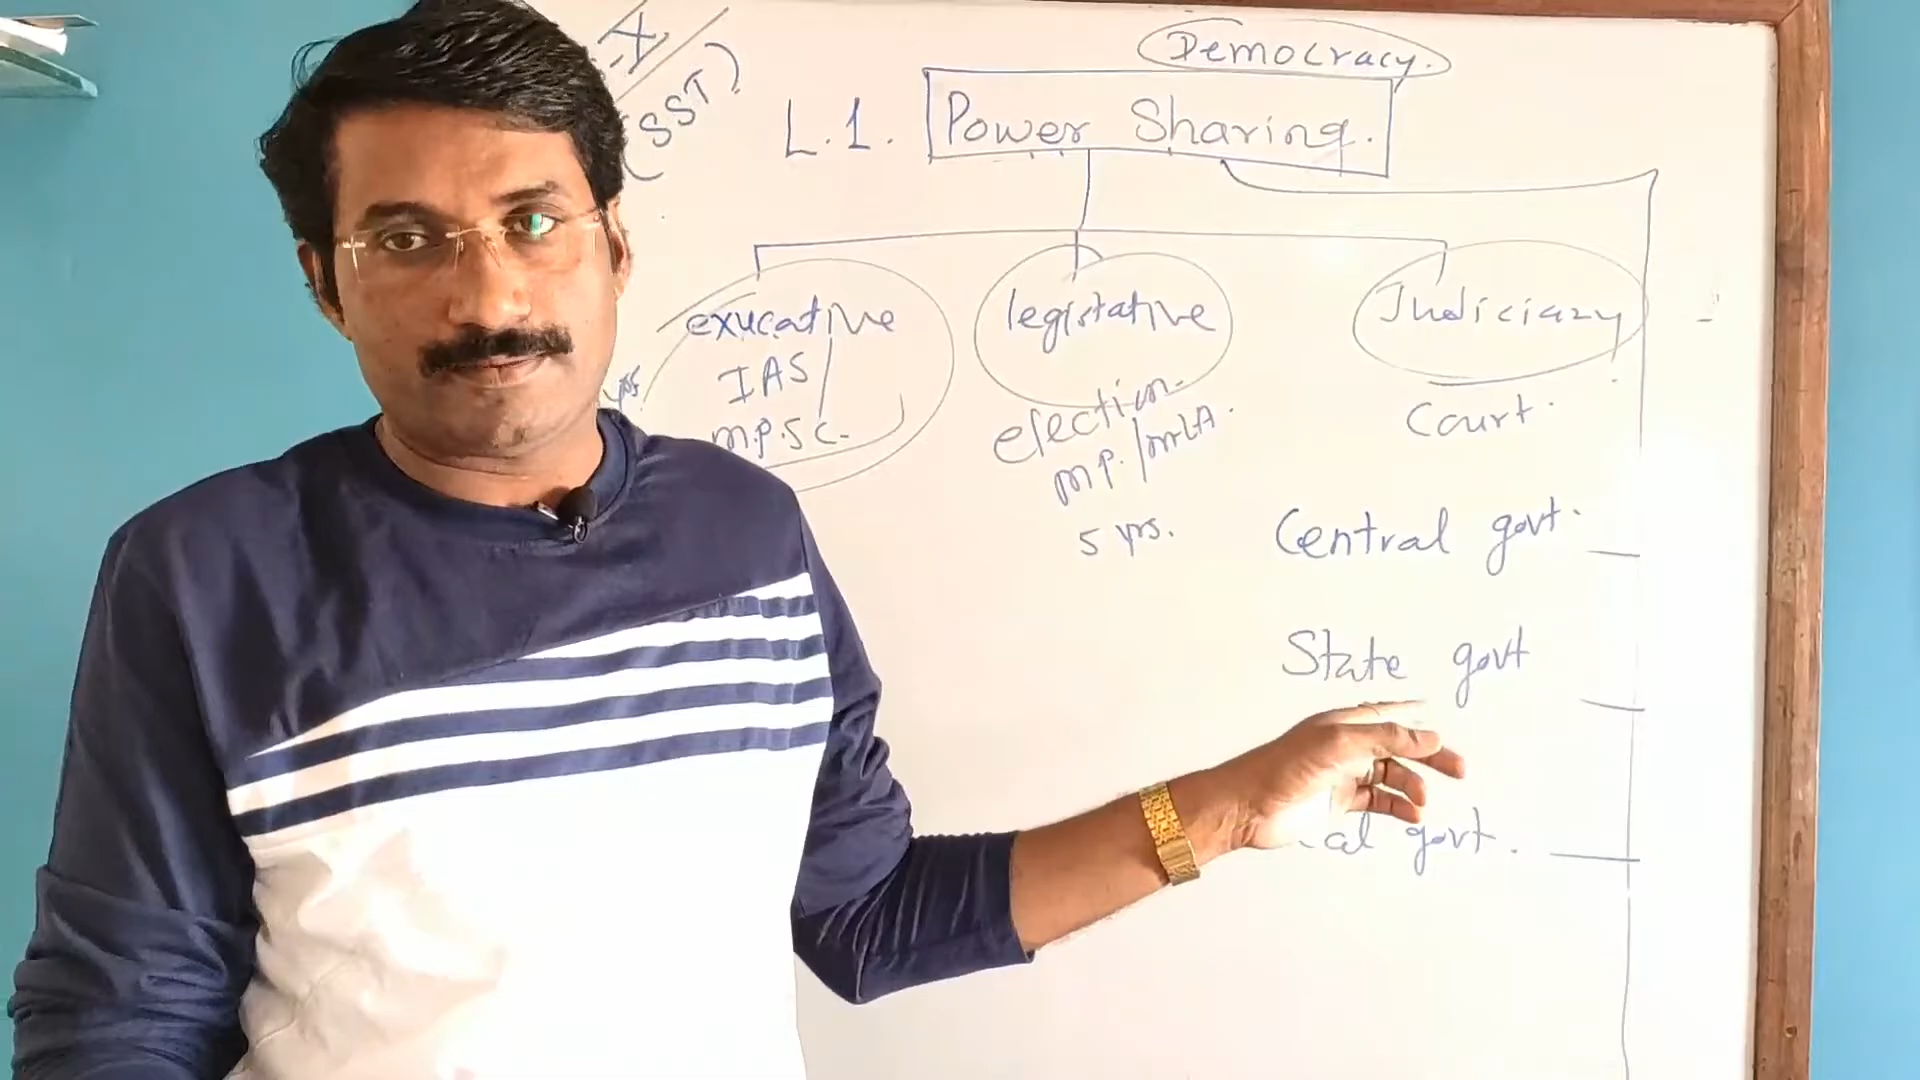 X
(SST)
Democracy.
L.1. Power Sharing.
exucative
IAS
M.P.S C.
legistative
election
MP./MLA.
5 yrs.
Judiciary
Court.
Central govt.
State govt
govt.